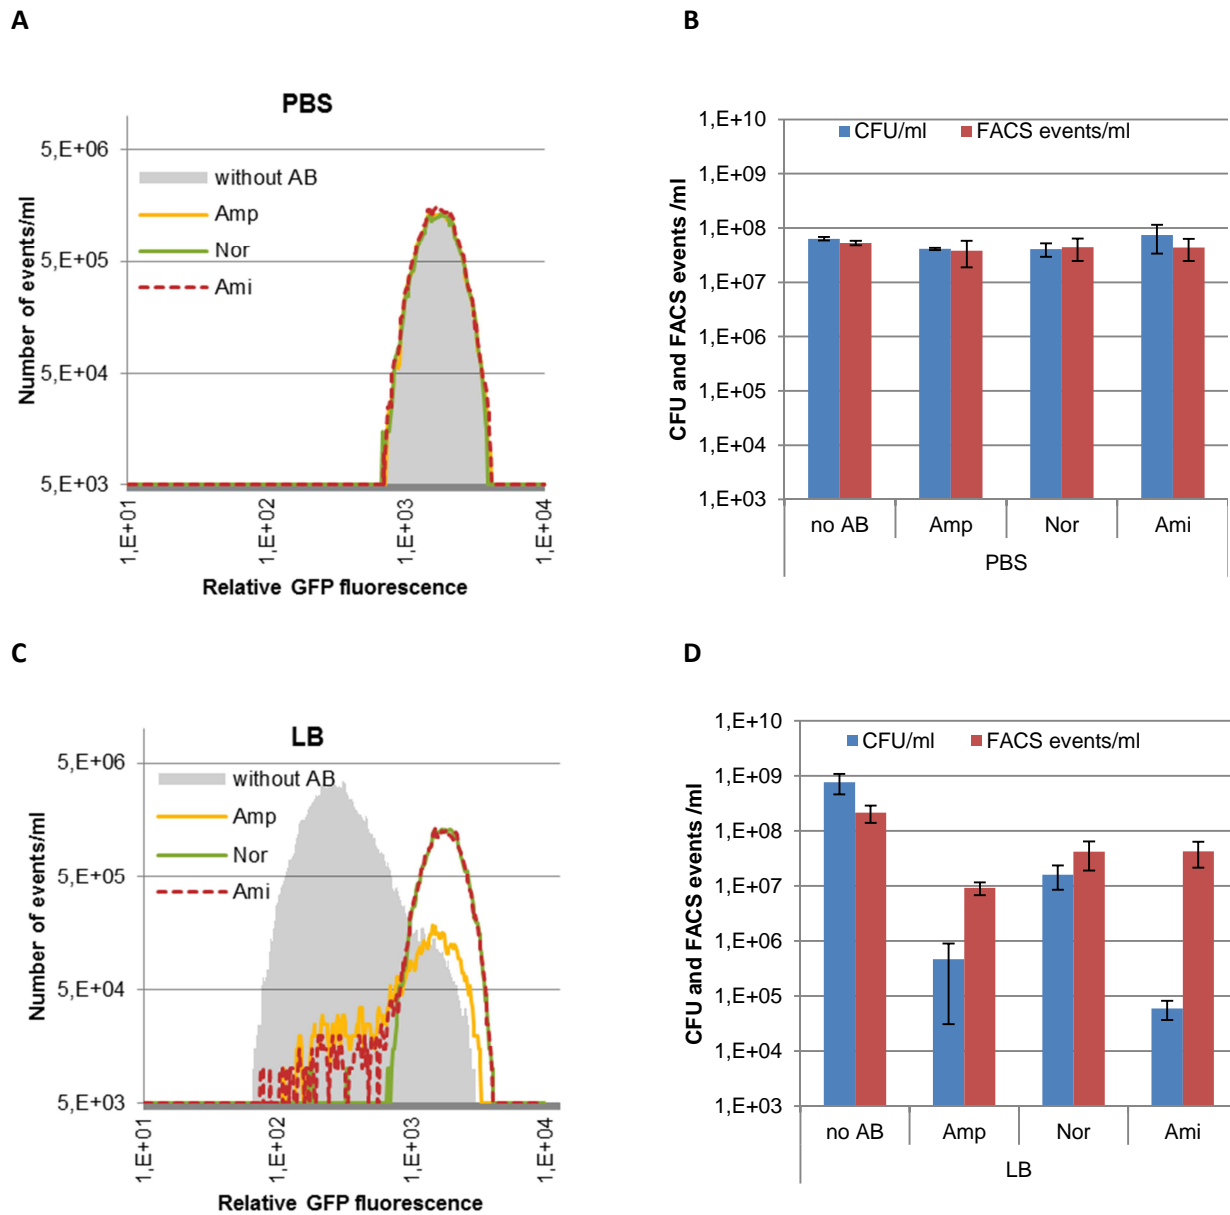 A
PBS
5,E+06
5,E+05
5,E+04
5,E+03
Number of events/ml
without AB
Amp
Nor
Ami
1,E+01
1,E+02
1,E+03
1,E+04
Relative GFP fluorescence
B
1,E+10
1,E+09
1,E+08
1,E+07
1,E+06
1,E+05
1,E+04
1,E+03
CFU and FACS events /ml
CFU/ml FACS events/ml
no AB Amp Nor Ami
PBS
C
LB
5,E+06
5,E+05
5,E+04
5,E+03
Number of events/ml
without AB
Amp
Nor
Ami
1,E+01
1,E+02
1,E+03
1,E+04
Relative GFP fluorescence
D
1,E+10
1,E+09
1,E+08
1,E+07
1,E+06
1,E+05
1,E+04
1,E+03
CFU and FACS events /ml
CFU/ml FACS events/ml
no AB Amp Nor Ami
LB